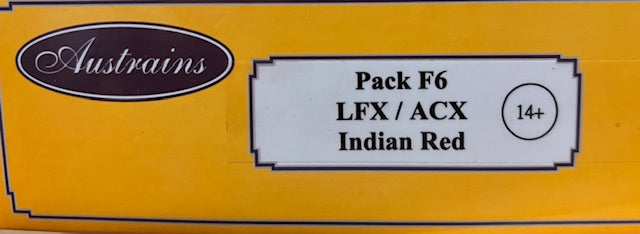 Austrains
Pack F6
LFX / ACX
Indian Red
14+